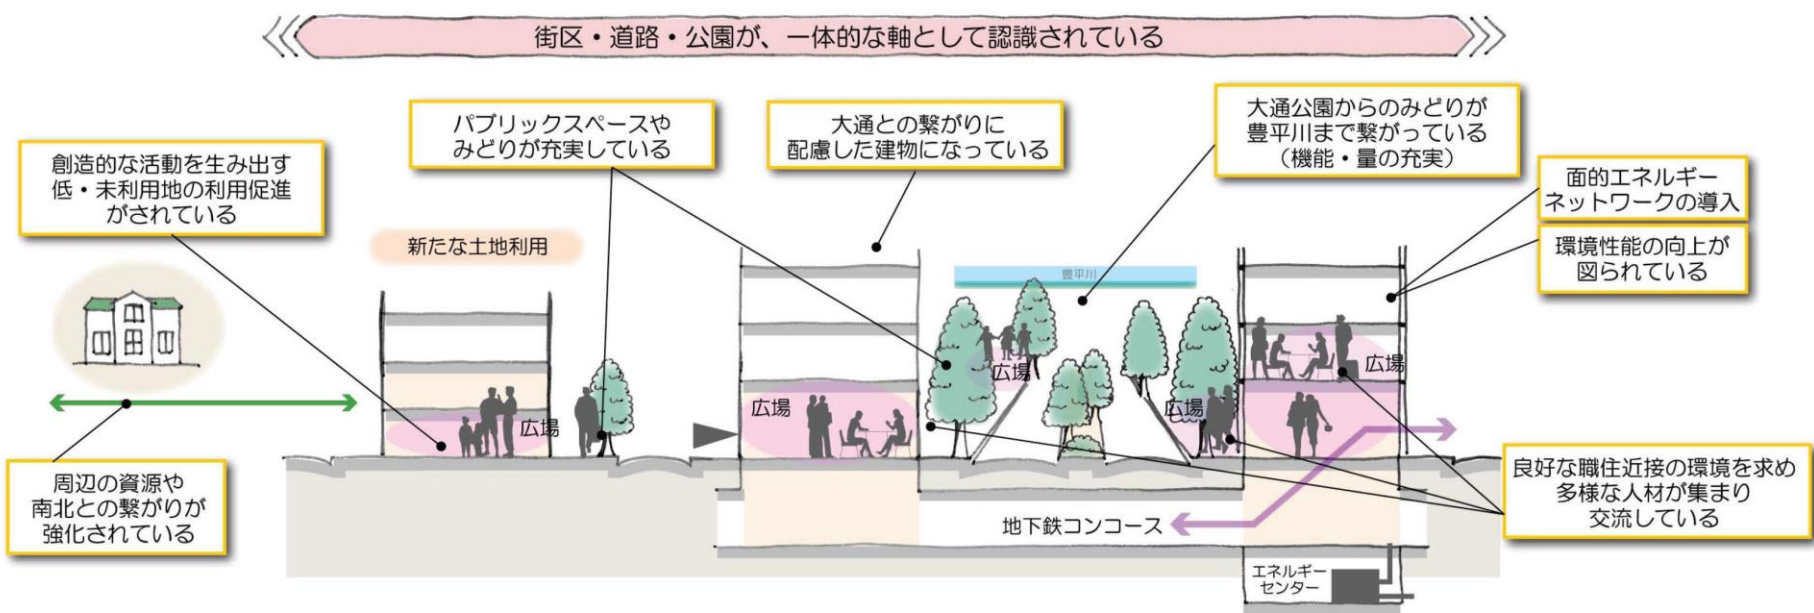 街区・道路・公園が、一体的な軸として認識されている
創造的な活動を生み出す
低・未利用地の利用促進
がされている
パブリックスペースや
みどりが充実している
大通との繋がりに
配慮した建物になっている
大通公園からのみどりが
豊平川まで繋がっている
（機能・量の充実）
面的エネルギー
ネットワークの導入
環境性能の向上が
図られている
新たな土地利用
豊平川
広場
広場
広場
広場
広場
周辺の資源や
南北との繋がりが
強化されている
良好な職住近接の環境を求め
多様な人材が集まり
交流している
地下鉄コンコース
エネルギー
センター